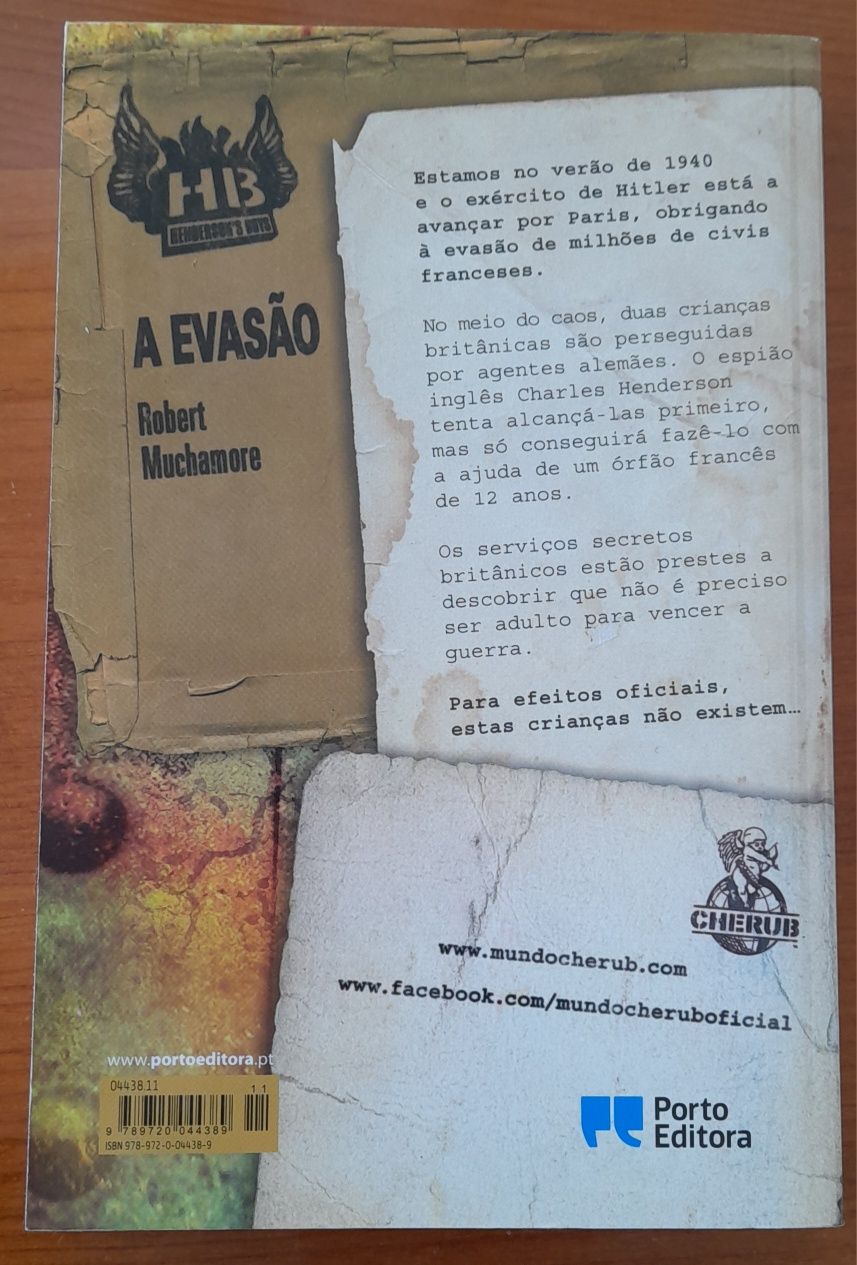 HB
HENDERSON'S BOYS
A EVASÃO
Robert
Muchamore
Estamos no verão de 1940
e o exército de Hitler está a
avançar por Paris, obrigando
à evasão de milhões de civis
franceses.
No meio do caos, duas crianças
britânicas são perseguidas
por agentes alemães. O espião
inglês Charles Henderson
tenta alcançá-las primeiro,
mas só conseguirá fazê-lo com
a ajuda de um órfão francês
de 12 anos.
Os serviços secretos
britânicos estão prestes a
descobrir que não é preciso
ser adulto para vencer a
guerra.
Para efeitos oficiais,
estas crianças não existem…
CHERUB
www.mundocherub.com
www.facebook.com/mundocheruboficial
www.portoeditora.pt
04438.11
11
9 789720 044389
ISBN 978-972-0-04438-9
Porto
Editora